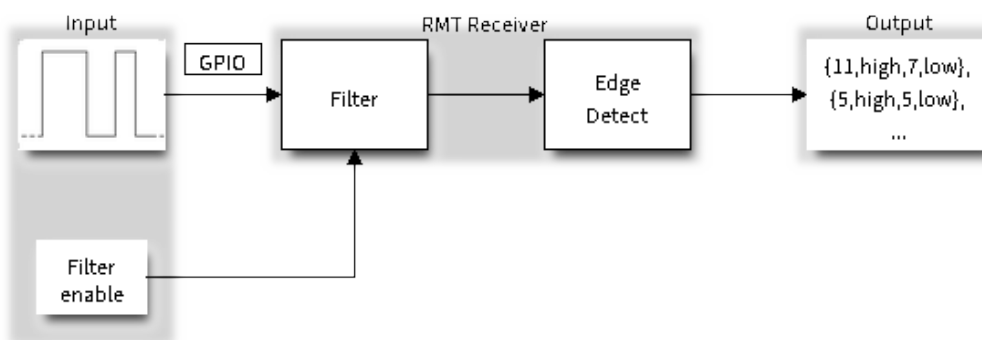 Input
RMT Receiver
Output
GPIO
Filter
Edge
Detect
{11,high,7,low},
{5,high,5,low},
...
Filter
enable